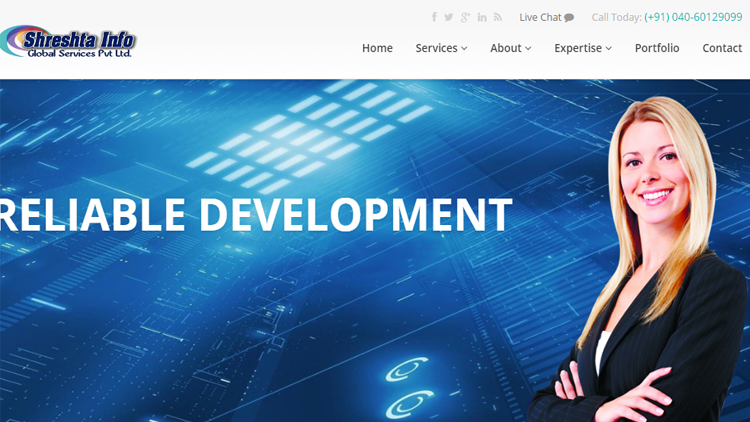 Live Chat
Call Today: (+91) 040-60129099
Shreshta Info
Global Services Pvt Ltd.
Home Services About Expertise Portfolio Contact
RELIABLE DEVELOPMENT